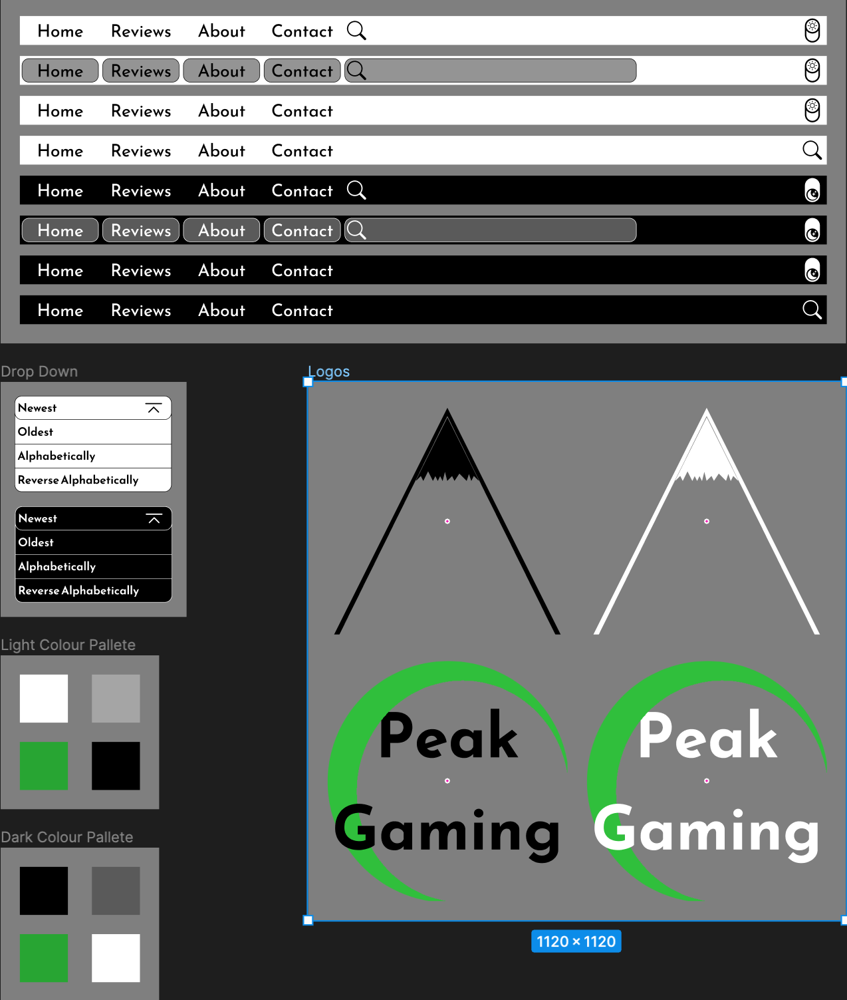 Home Reviews About Contact
Home Reviews About Contact
Home Reviews About Contact
Home Reviews About Contact
Home Reviews About Contact
Home Reviews About Contact
Home Reviews About Contact
Home Reviews About Contact
Drop Down
Newest
Oldest
Alphabetically
Reverse Alphabetically
Newest
Oldest
Alphabetically
Reverse Alphabetically
Light Colour Pallete
Dark Colour Pallete
Logos
Peak
Gaming
Peak
Gaming
1120 × 1120